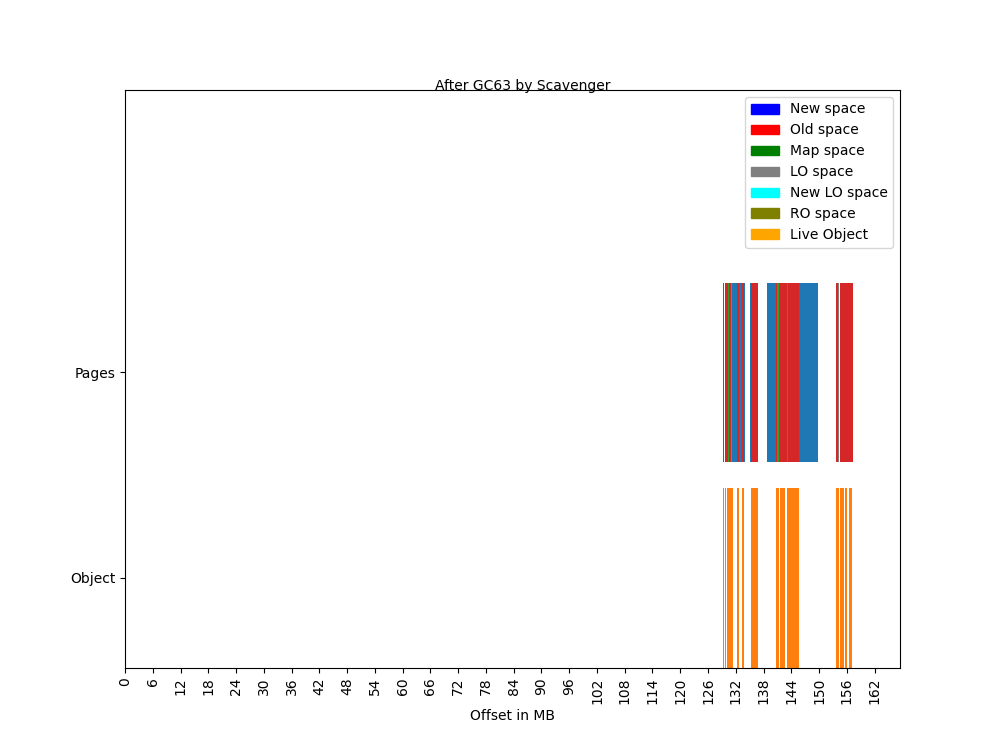 After GC63 by Scavenger
New space
Old space
Map space
LO space
New LO space
RO space
Live Object
Pages
Object
0 6 12 18 24 30 36 42 48 54 60 66 72 78 84 90 96 102 108 114 120 126 132 138 144 150 156 162
Offset in MB